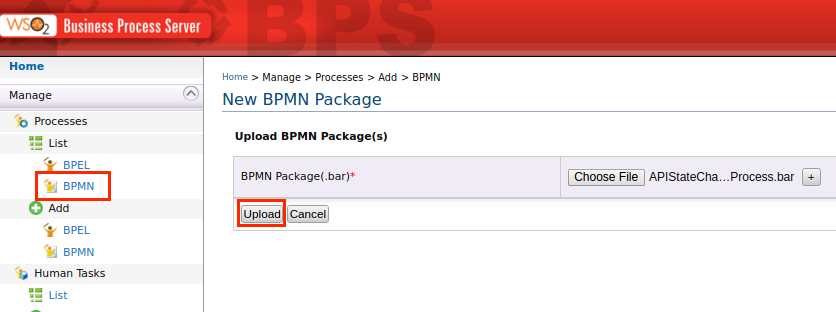 WSO2 Business Process Server
BPS
Home
Manage
Processes
List
BPEL
BPMN
Add
BPEL
BPMN
Human Tasks
List
Home > Manage > Processes > Add > BPMN
New BPMN Package
Upload BPMN Package(s)
BPMN Package(.bar)* Choose File APIStateCha...Process.bar +
Upload Cancel